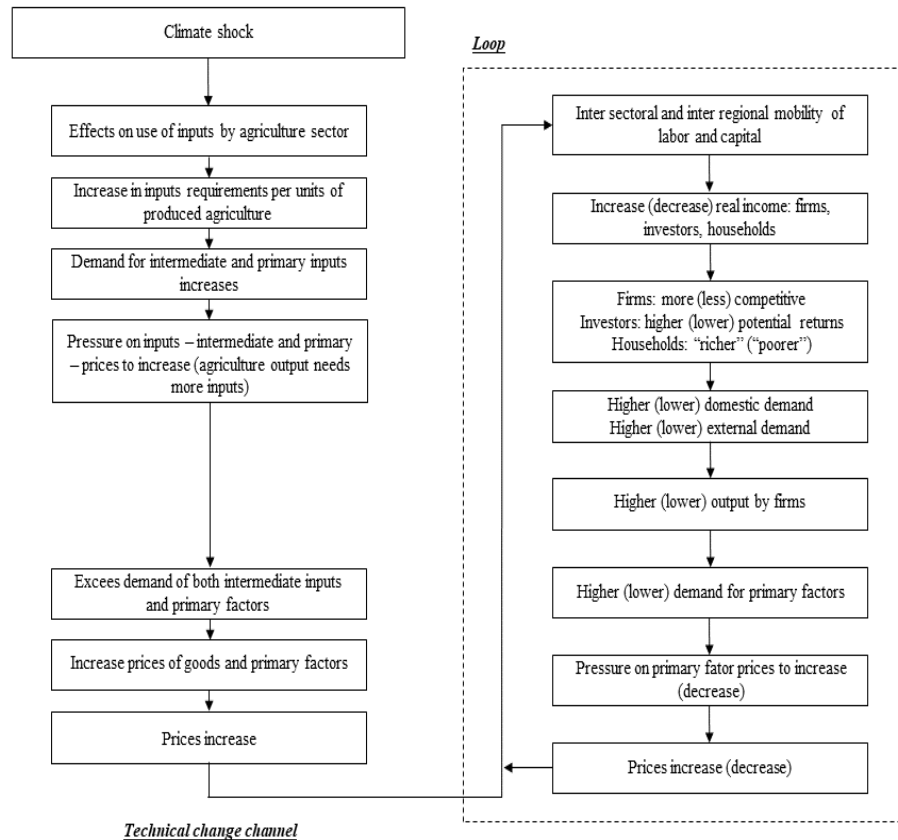 Climate shock
Effects on use of inputs by agriculture sector
Increase in inputs requirements per units of
produced agriculture
Demand for intermediate and primary inputs
increases
Pressure on inputs – intermediate and primary
– prices to increase (agriculture output needs
more inputs)
Excees demand of both intermediate inputs
and primary factors
Increase prices of goods and primary factors
Prices increase
Technical change channel
Loop
Inter sectoral and inter regional mobility of
labor and capital
Increase (decrease) real income: firms,
investors, households
Firms: more (less) competitive
Investors: higher (lower) potential returns
Households: “richer” (“poorer”)
Higher (lower) domestic demand
Higher (lower) external demand
Higher (lower) output by firms
Higher (lower) demand for primary factors
Pressure on primary fator prices to increase
(decrease)
Prices increase (decrease)